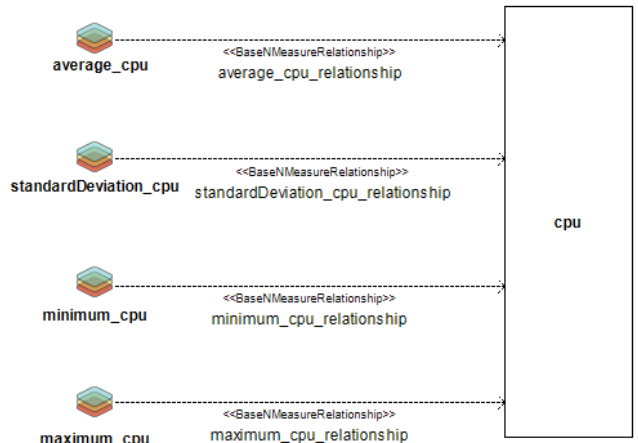 <<BaseNMeasureRelationship>>
average_cpu
average_cpu_relationship
<<BaseNMeasureRelationship>>
standardDeviation_cpu
standardDeviation_cpu_relationship
cpu
<<BaseNMeasureRelationship>>
minimum_cpu
minimum_cpu_relationship
<<BaseNMeasureRelationship>>
maximum_cpu
maximum_cpu_relationship